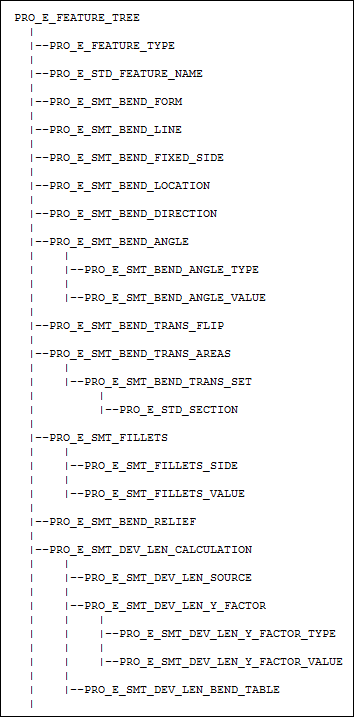 PRO_E_FEATURE_TREE
|--PRO_E_FEATURE_TYPE
|--PRO_E_STD_FEATURE_NAME
|--PRO_E_SMT_BEND_FORM
|--PRO_E_SMT_BEND_LINE
|--PRO_E_SMT_BEND_FIXED_SIDE
|--PRO_E_SMT_BEND_LOCATION
|--PRO_E_SMT_BEND_DIRECTION
|--PRO_E_SMT_BEND_ANGLE
|--PRO_E_SMT_BEND_ANGLE_TYPE
|--PRO_E_SMT_BEND_ANGLE_VALUE
|--PRO_E_SMT_BEND_TRANS_FLIP
|--PRO_E_SMT_BEND_TRANS_AREAS
|--PRO_E_SMT_BEND_TRANS_SET
|--PRO_E_STD_SECTION
|--PRO_E_SMT_FILLETS
|--PRO_E_SMT_FILLETS_SIDE
|--PRO_E_SMT_FILLETS_VALUE
|--PRO_E_SMT_BEND_RELIEF
|--PRO_E_SMT_DEV_LEN_CALCULATION
|--PRO_E_SMT_DEV_LEN_SOURCE
|--PRO_E_SMT_DEV_LEN_Y_FACTOR
|--PRO_E_SMT_DEV_LEN_Y_FACTOR_TYPE
|--PRO_E_SMT_DEV_LEN_Y_FACTOR_VALUE
|--PRO_E_SMT_DEV_LEN_BEND_TABLE